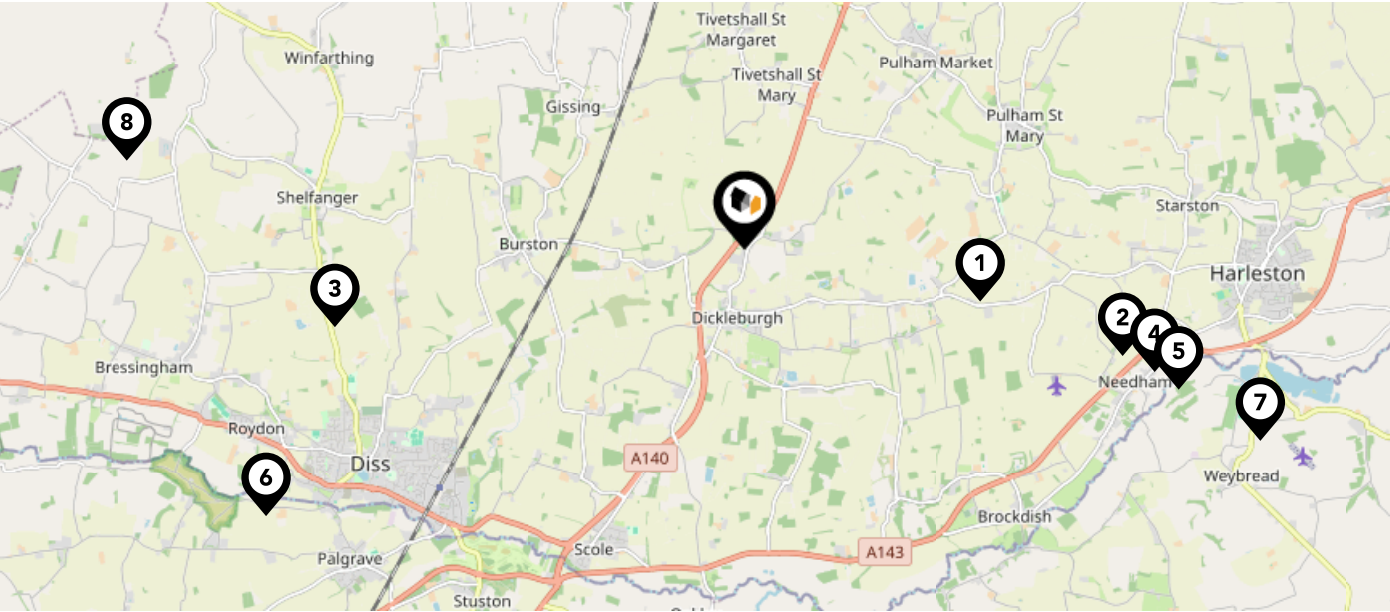 Tivetshall St
Margaret
Winfarthing
Pulham Market
Tivetshall St
Mary
Gissing
Pulham St
Mary
8
Shelfanger
Starston
Burston
1
Harleston
3
Dickleburgh
2
4
5
Bressingham
Needham
7
Roydon
A140
Diss
6
Weybread
Brockdish
Scole
A143
Palgrave
Stuston